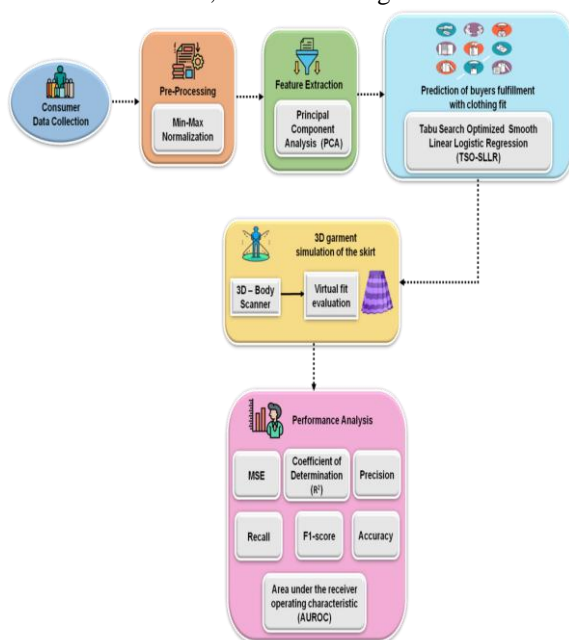 Consumer
Data Collection
Pre-Processing
Min-Max
Normalization
Feature Extraction
Principal
Component
Analysis (PCA)
Prediction of buyers fulfillment
with clothing fit
Tabu Search Optimized Smooth
Linear Logistic Regression
(TSO-SLLR)
3D garment
simulation of the skirt
3D – Body
Scanner
Virtual fit
evaluation
Performance Analysis
MSE
Coefficient of
Determination
(R²)
Precision
Recall
F1-score
Accuracy
Area under the receiver
operating characteristic
(AUROC)